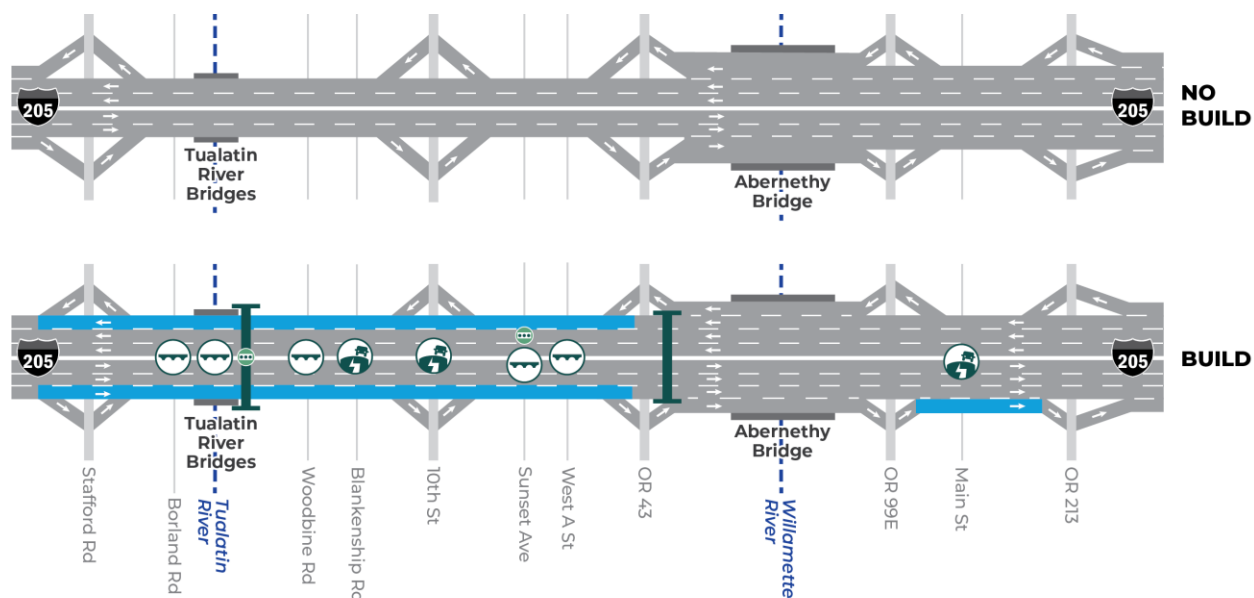 205
205
NO
BUILD
Tualatin
River
Bridges
Abernethy
Bridge
205
205
BUILD
Tualatin
River
Bridges
Abernethy
Bridge
Stafford Rd
Borland Rd
Tualatin
River
Woodbine Rd
Blankenship Rd
10th St
Sunset Ave
West A St
OR 43
Willamette
River
OR 99E
Main St
OR 213